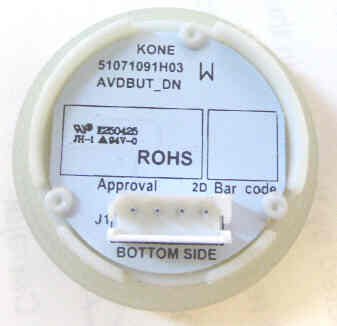 KONE
51071091H03 W
AVDBUT_DN
E250425
JH-1 ▲94V-0
ROHS
Approval 2D Bar code
J1
BOTTOM SIDE